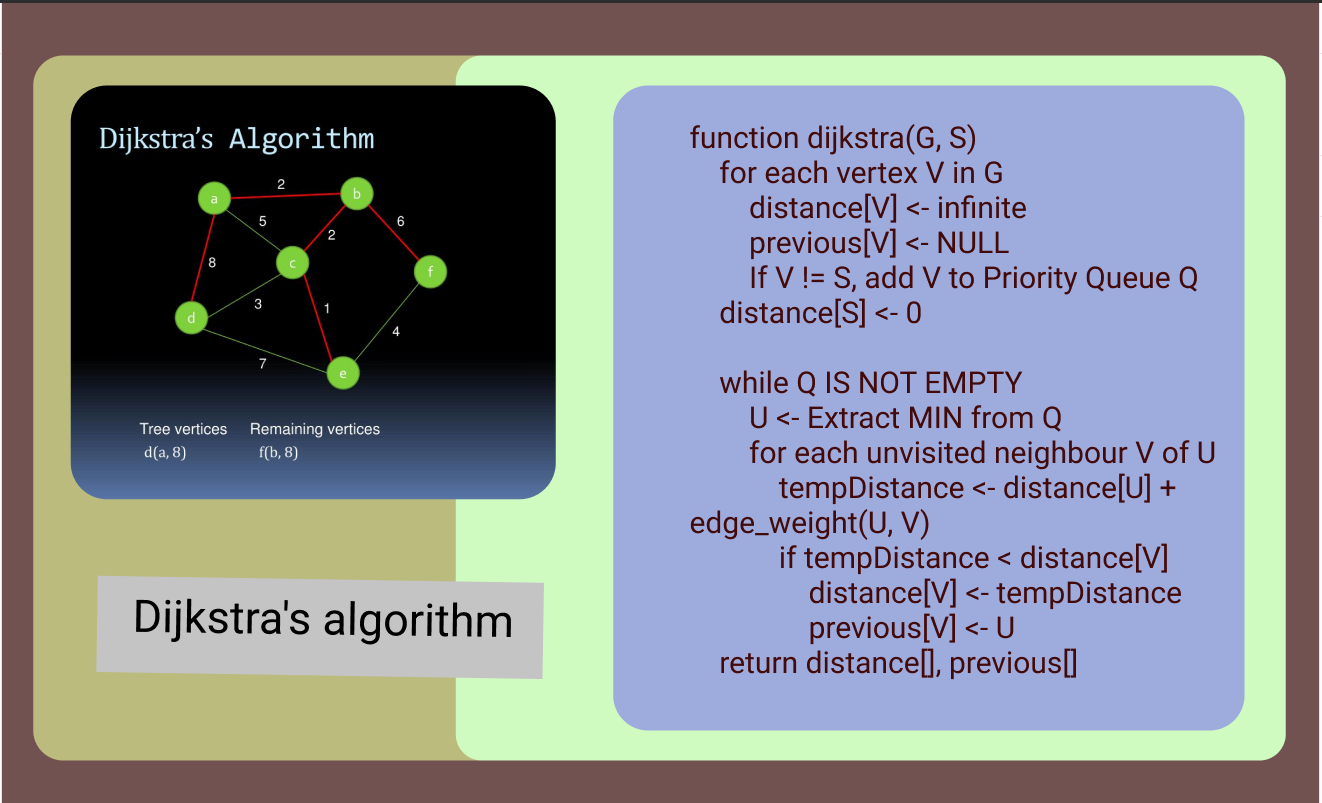 Dijkstra's Algorithm
2
a
b
5
6
2
c
f
8
3
1
d
4
7
e
Tree vertices Remaining vertices
d(a, 8) f(b, 8)
Dijkstra's algorithm
function dijkstra(G, S)
for each vertex V in G
distance[V] <- infinite
previous[V] <- NULL
If V != S, add V to Priority Queue Q
distance[S] <- 0
while Q IS NOT EMPTY
U <- Extract MIN from Q
for each unvisited neighbour V of U
tempDistance <- distance[U] +
edge_weight(U, V)
if tempDistance < distance[V]
distance[V] <- tempDistance
previous[V] <- U
return distance[], previous[]